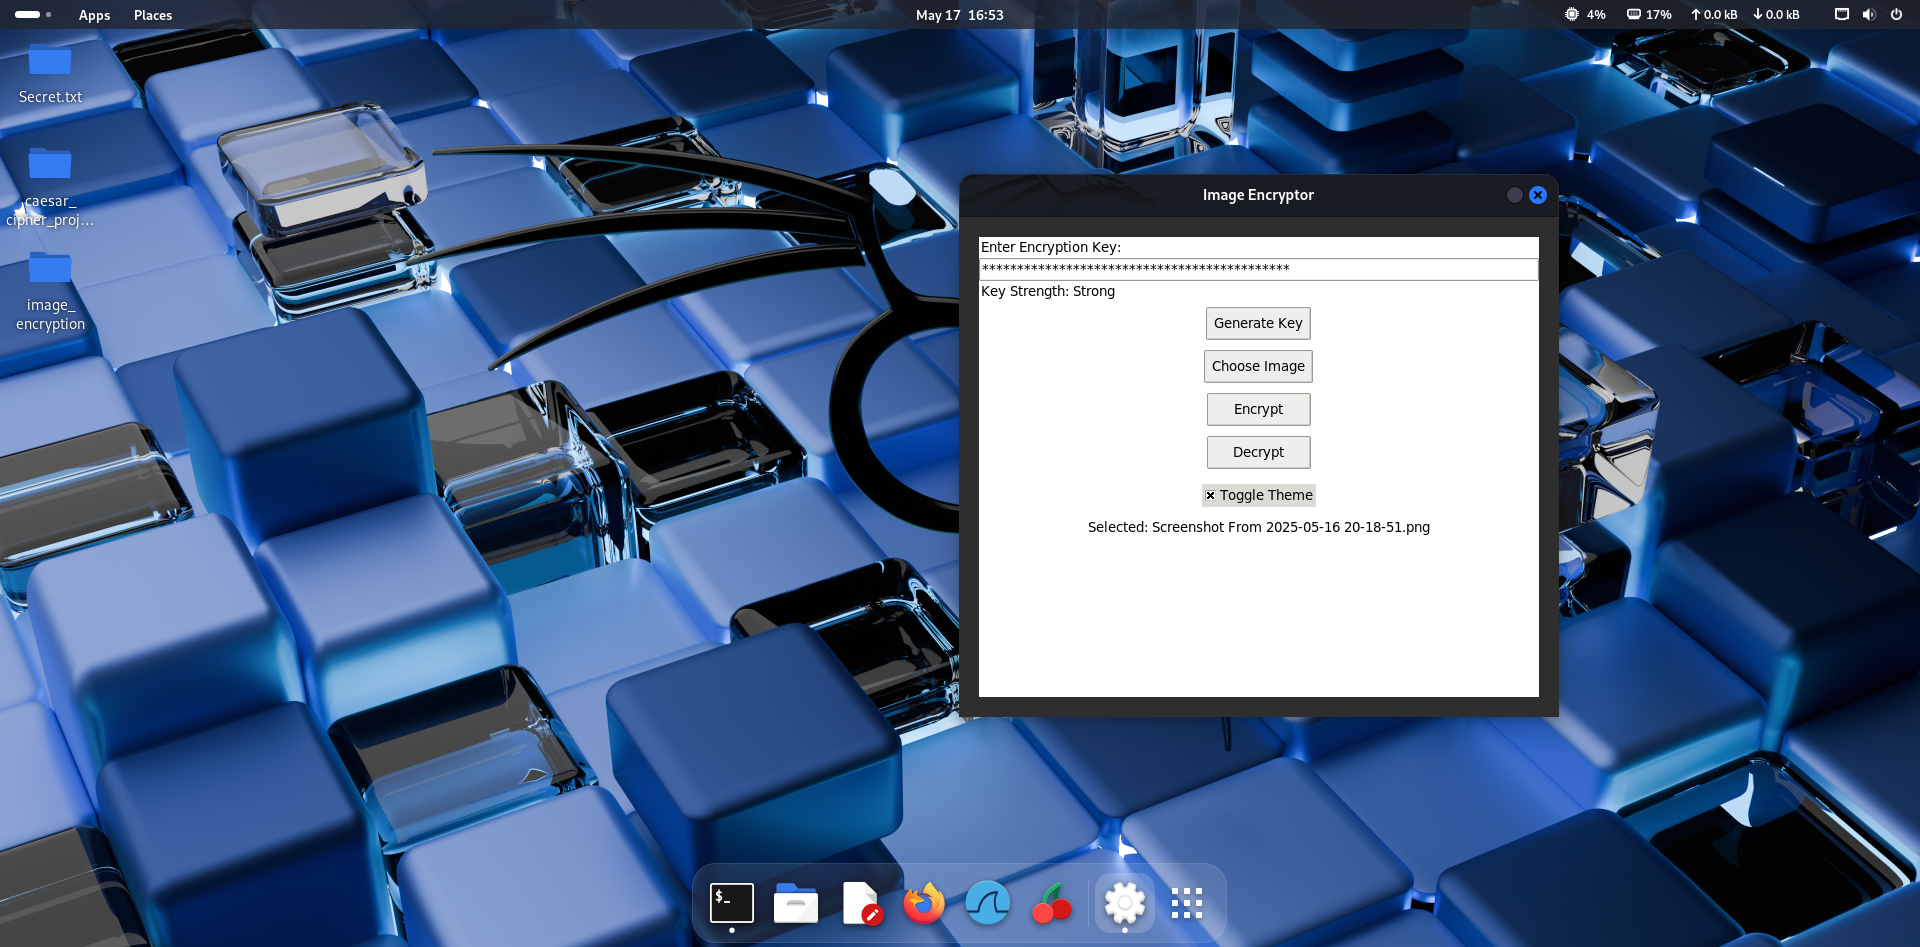 Apps Places May 17 16:53 4% 17% 0.0 kB 0.0 kB
Secret.txt
caesar_
cipher_proj...
image_
encryption
Image Encryptor
Enter Encryption Key:
********************************************
Key Strength: Strong
Generate Key
Choose Image
Encrypt
Decrypt
Toggle Theme
Selected: Screenshot From 2025-05-16 20-18-51.png
$_